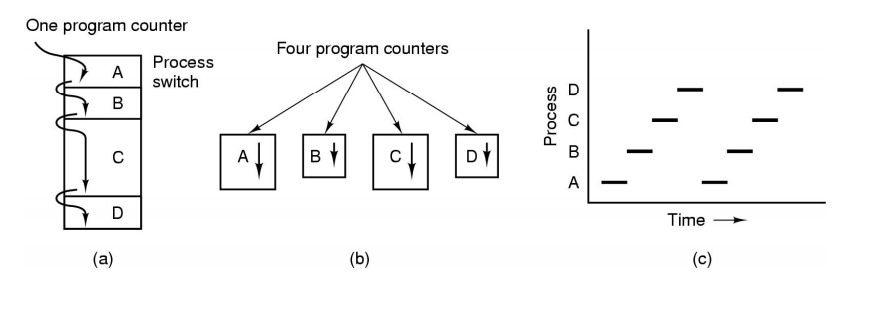 One program counter
Process
switch
A
B
C
D
(a)
Four program counters
A
B
C
D
(b)
Process
D
C
B
A
Time
(c)